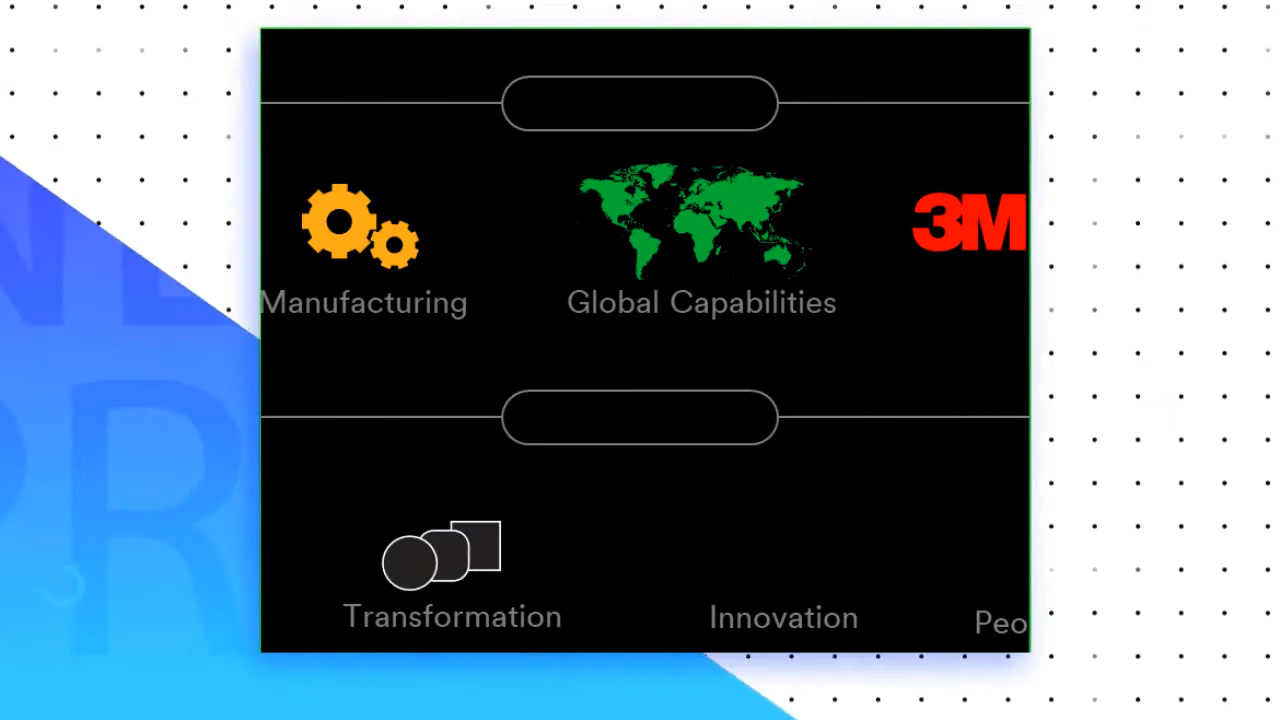 3M
Manufacturing
Global Capabilities
Transformation
Innovation
Peo